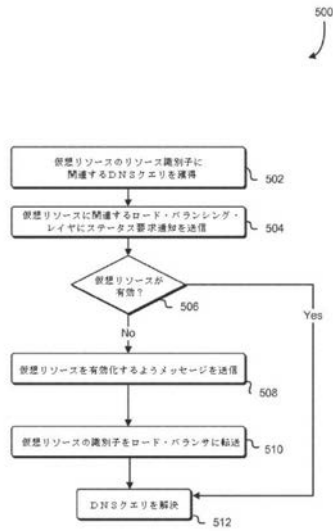 500
仮想リソースのリソース識別子に
関連するDNSクエリを獲得
502
仮想リソースに関連するロード・バランシング・
レイヤにステータス要求通知を送信
504
仮想リソースが
有効?
506
Yes
No
仮想リソースを有効化するようメッセージを送信
508
仮想リソースの識別子をロード・バランサに転送
510
DNSクエリを解決
512